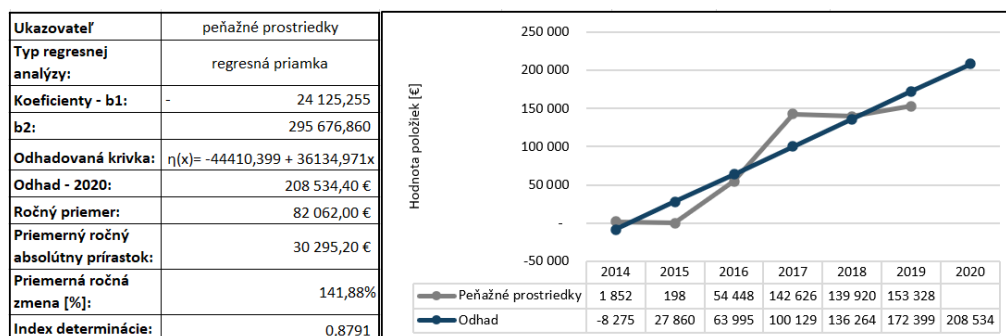 Ukazovateľ peňažné prostriedky
Typ regresnej
analýzy: regresná priamka
Koeficienty - b1: - 24 125,255
b2: 295 676,860
Odhadovaná krivka: η(x)= -44410,399 + 36134,971x
Odhad - 2020: 208 534,40 €
Ročný priemer: 82 062,00 €
Priemerný ročný
absolútny prírastok: 30 295,20 €
Priemerná ročná
zmena [%]: 141,88%
Index determinácie: 0,8791
Hodnota položiek [€]
250 000
200 000
150 000
100 000
50 000
-
-50 000
2014 2015 2016 2017 2018 2019 2020
Peňažné prostriedky 1 852 198 54 448 142 626 139 920 153 328
Odhad -8 275 27 860 63 995 100 129 136 264 172 399 208 534